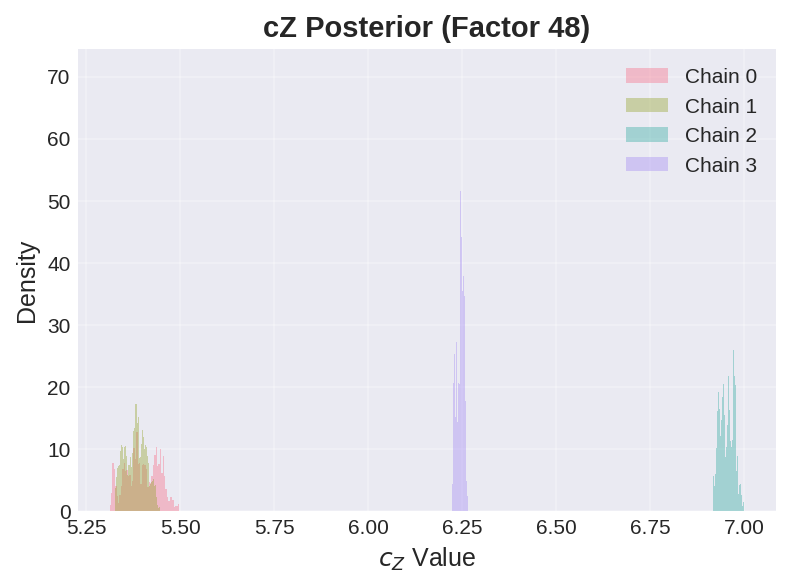 cZ Posterior (Factor 48)
Chain 0
Chain 1
Chain 2
Chain 3
Density
70
60
50
40
30
20
10
0
5.25 5.50 5.75 6.00 6.25 6.50 6.75 7.00
cZ Value